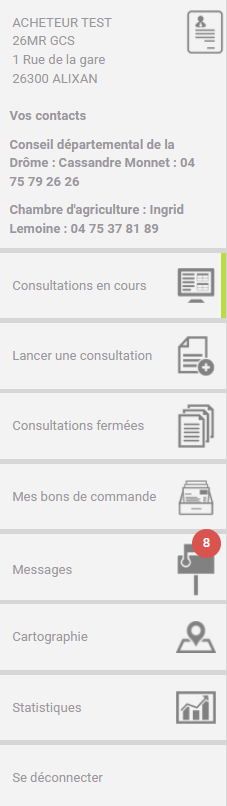 ACHETEUR TEST
26MR GCS
1 Rue de la gare
26300 ALIXAN
Vos contacts
Conseil départemental de la
Drôme : Cassandre Monnet : 04
75 79 26 26
Chambre d'agriculture : Ingrid
Lemoine : 04 75 37 81 89
Consultations en cours
Lancer une consultation
Consultations fermées
Mes bons de commande
8
Messages
Cartographie
Statistiques
Se déconnecter